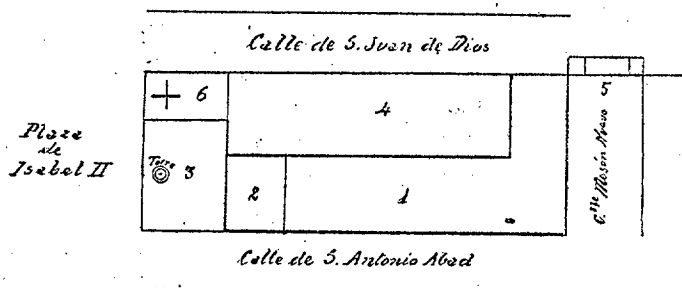 Calle de S. Juan de Dios
6
4
5
Plaza
de
Isabel II
Torre
3
2
1
C.lle Mesón Nuevo
Calle de S. Antonio Abad